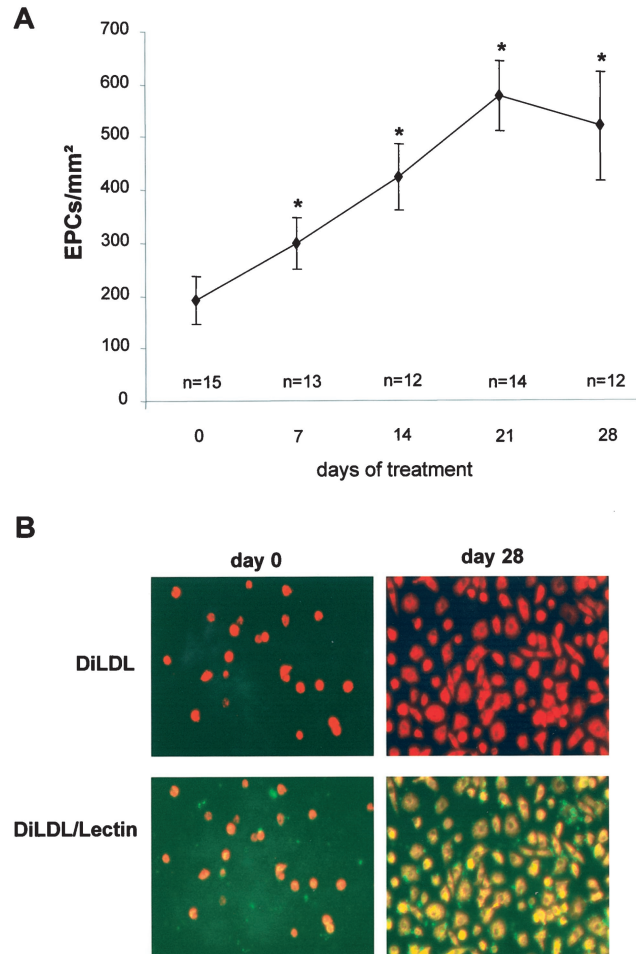 A
700
600
500
400
300
200
100
0
EPCs/mm²
*
*
*
*
n=15 n=13 n=12 n=14 n=12
0 7 14 21 28
days of treatment
B
day 0 day 28
DiLDL
DiLDL/Lectin